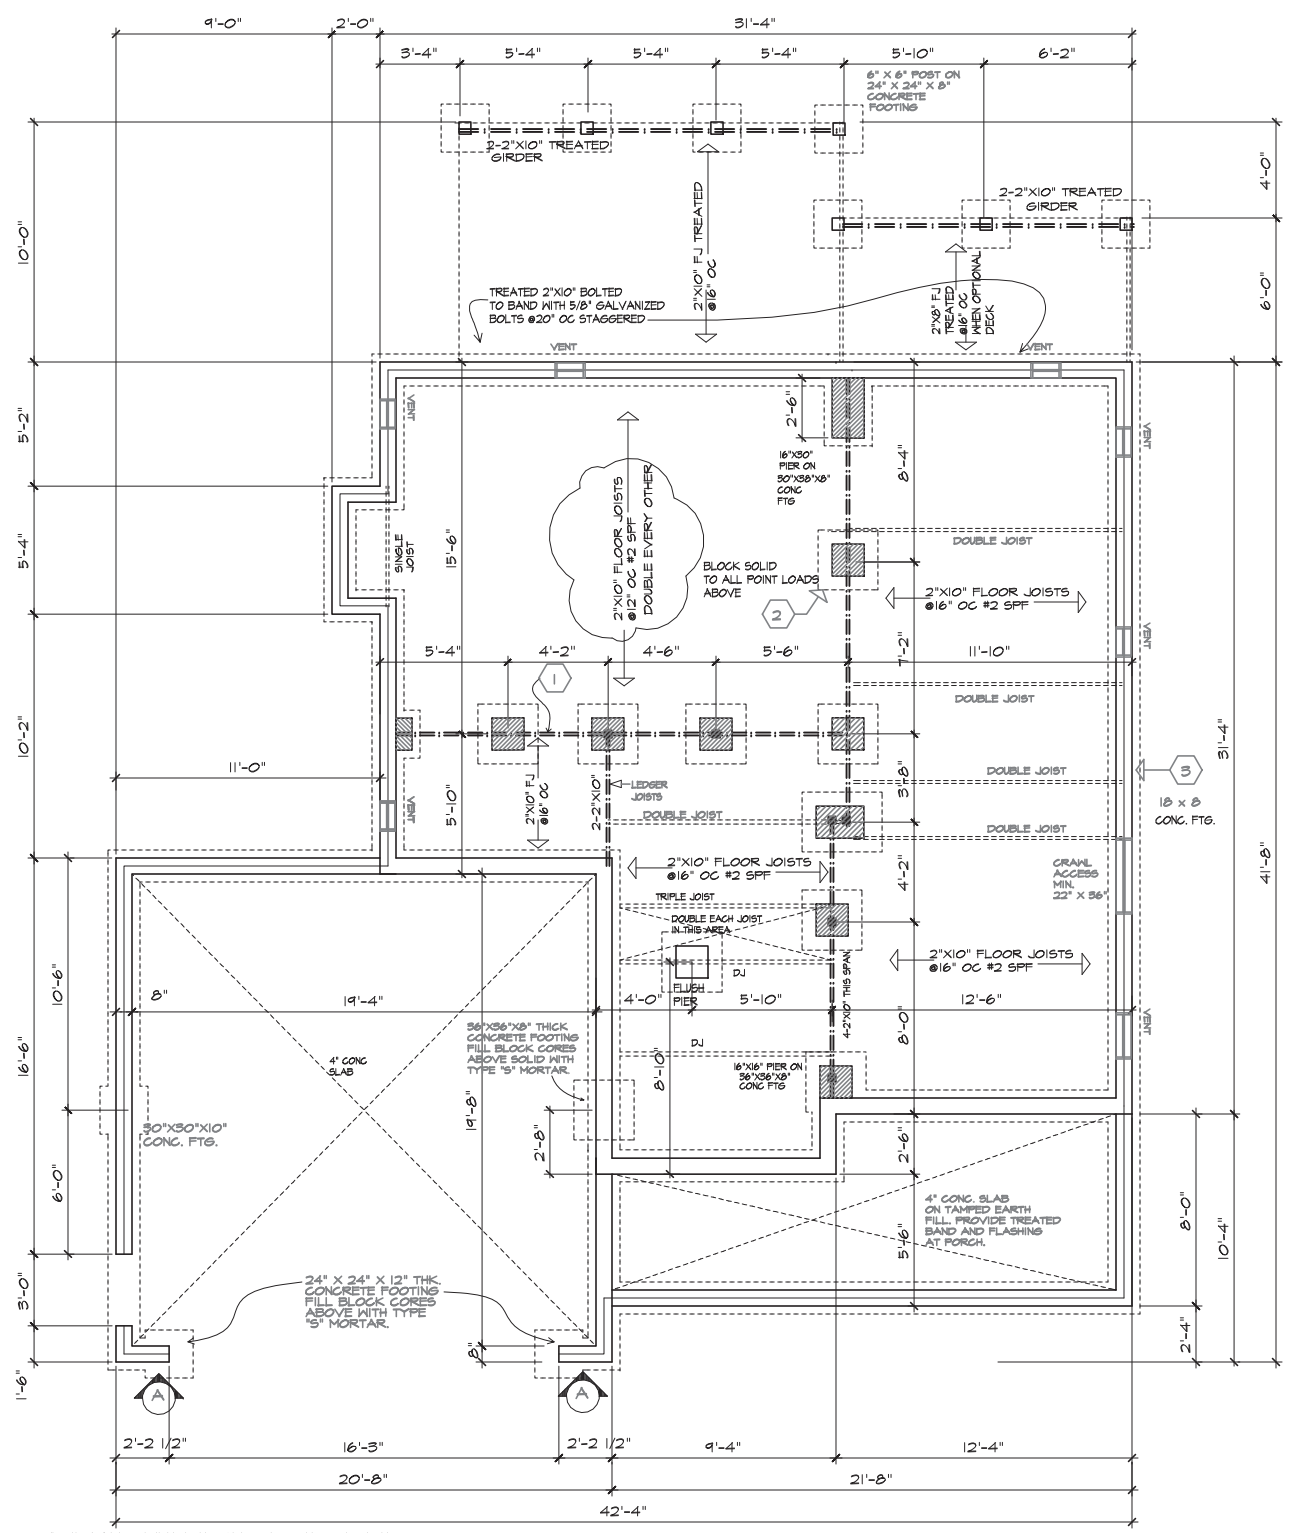 9'-0"
2'-0"
31'-4"
3'-4"
5'-4"
5'-4"
5'-4"
5'-10"
6'-2"
6" X 6" POST ON
24" X 24" X 8"
CONCRETE
FOOTING
2-2"X10" TREATED
GIRDER
2-2"X10" TREATED
GIRDER
4'-0"
6'-0"
10'-0"
2"X10" FJ TREATED
@16" OC
2"X8" FJ
TREATED
@16" OC
WHEN OPTIONAL
DECK
TREATED 2"X10" BOLTED
TO BAND WITH 5/8" GALVANIZED
BOLTS @20" OC STAGGERED
VENT
VENT
VENT
VENT
5'-2"
5'-4"
10'-2"
2'-6"
16"X30"
PIER ON
30"X38"X8"
CONC
FTG
8'-4"
15'-6"
SINGLE
JOIST
2"X10" FLOOR JOISTS
@12" OC #2 SPF
DOUBLE EVERY OTHER
BLOCK SOLID
TO ALL POINT LOADS
ABOVE
2
DOUBLE JOIST
2"X10" FLOOR JOISTS
@16" OC #2 SPF
VENT
7'-2"
5'-4"
4'-2"
4'-6"
5'-6"
11'-10"
1
DOUBLE JOIST
31'-4"
41'-8"
11'-0"
VENT
5'-10"
2"X10" FJ
@16" OC
2-2"X10"
LEDGER
JOISTS
DOUBLE JOIST
3'-8"
DOUBLE JOIST
3
18 x 8
CONC. FTG.
DOUBLE JOIST
2"X10" FLOOR JOISTS
@16" OC #2 SPF
4'-2"
CRAWL
ACCESS
MIN.
22" X 36"
TRIPLE JOIST
DOUBLE EACH JOIST
IN THIS AREA
2"X10" FLOOR JOISTS
@16" OC #2 SPF
DJ
FLUSH
PIER
4-2"X10" THIS SPAN
10'-6"
16'-6"
8"
19'-4"
4'-0"
5'-10"
12'-6"
8'-0"
VENT
36"X36"X8" THICK
CONCRETE FOOTING
FILL BLOCK CORES
ABOVE SOLID WITH
TYPE "S" MORTAR.
DJ
4" CONC
SLAB
8'-10"
16"X16" PIER ON
36"X36"X8"
CONC FTG
19'-8"
30"X30"X10"
CONC. FTG.
2'-8"
2'-6"
6'-0"
4" CONC. SLAB
ON TAMPED EARTH
FILL. PROVIDE TREATED
BAND AND FLASHING
AT PORCH.
5'-6"
8'-0"
10'-4"
24" X 24" X 12" THK.
CONCRETE FOOTING
FILL BLOCK CORES
ABOVE WITH TYPE
"S" MORTAR.
3'-0"
8"
2'-4"
1'-6"
A
A
2'-2 1/2"
16'-3"
2'-2 1/2"
9'-4"
12'-4"
20'-8"
21'-8"
42'-4"